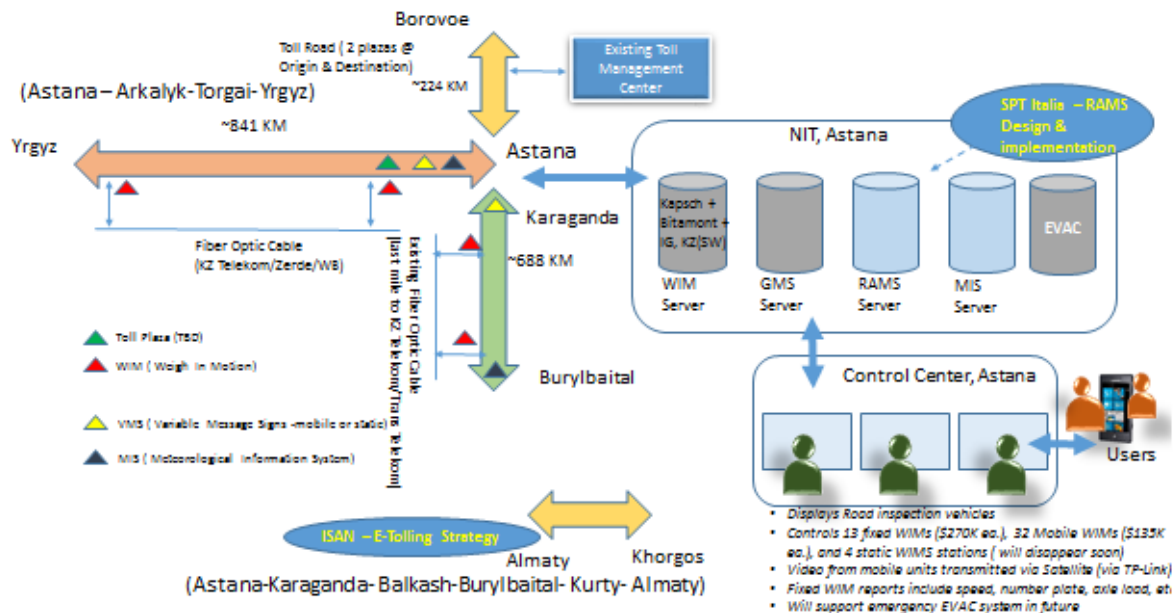 Borovoe
Toll Road ( 2 plazas @
Origin & Destination)
~224 KM
Existing Toll
Management
Center
(Astana – Arkalyk-Torgai-Yrgyz)
~841 KM
Yrgyz
Astana
SPT Italia – RAMS
Design &
implementation
NIT, Astana
Kapsch +
Bitamont +
IG, KZ(SW)
EVAC
WIM
Server
GMS
Server
RAMS
Server
MIS
Server
Karaganda
~688 KM
Fiber Optic Cable
(KZ Telekom/Zerde/WB)
Existing Fiber Optic Cable
(last mile to KZ Telekom/Trans Telekom)
Toll Plaza (TBD)
WIM ( Weigh In Motion)
VMS ( Variable Message Signs -mobile or static)
MIS ( Meteorological Information System)
Burylbaital
Control Center, Astana
Users
ISAN – E-Tolling Strategy
Almaty
Khorgos
(Astana-Karaganda- Balkash-Burylbaital- Kurty- Almaty)
• Displays Road inspection vehicles
• Controls 13 fixed WIMs ($270K ea.), 32 Mobile WIMs ($135K
ea.), and 4 static WIMS stations ( will disappear soon)
• Video from mobile units transmitted via Satellite (via TP-Link)
• Fixed WIM reports include speed, number plate, axle load, et
• Will support emergency EVAC system in future